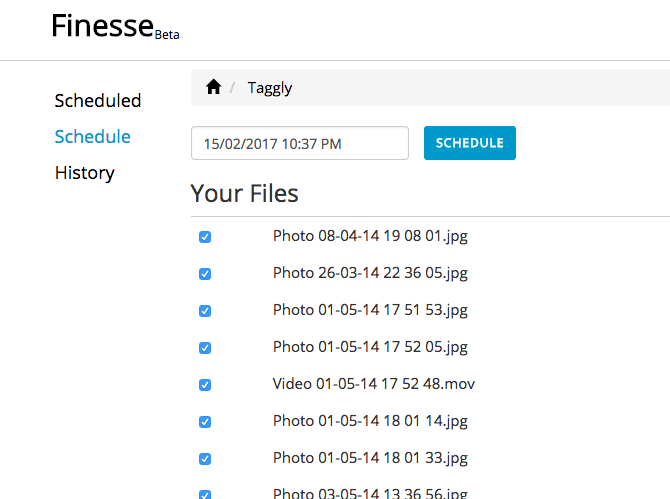 Finesse Beta
Scheduled
Schedule
History
/ Taggly
15/02/2017 10:37 PM
SCHEDULE
Your Files
Photo 08-04-14 19 08 01.jpg
Photo 26-03-14 22 36 05.jpg
Photo 01-05-14 17 51 53.jpg
Photo 01-05-14 17 52 05.jpg
Video 01-05-14 17 52 48.mov
Photo 01-05-14 18 01 14.jpg
Photo 01-05-14 18 01 33.jpg
Photo 03-05-14 13 36 56.jpg